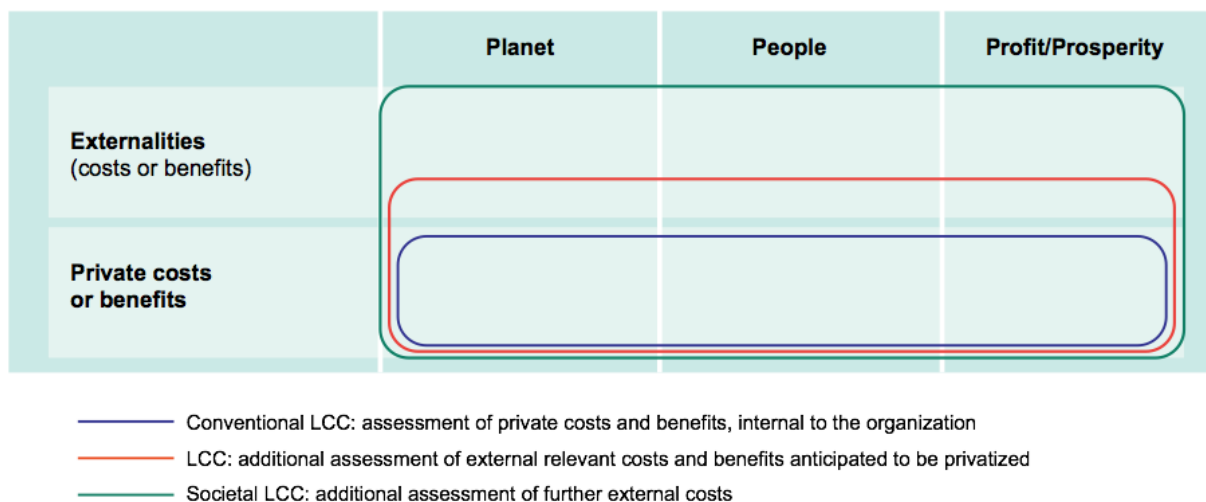 Planet People Profit/Prosperity
Externalities
(costs or benefits)
Private costs
or benefits
Conventional LCC: assessment of private costs and benefits, internal to the organization
LCC: additional assessment of external relevant costs and benefits anticipated to be privatized
Societal LCC: additional assessment of further external costs